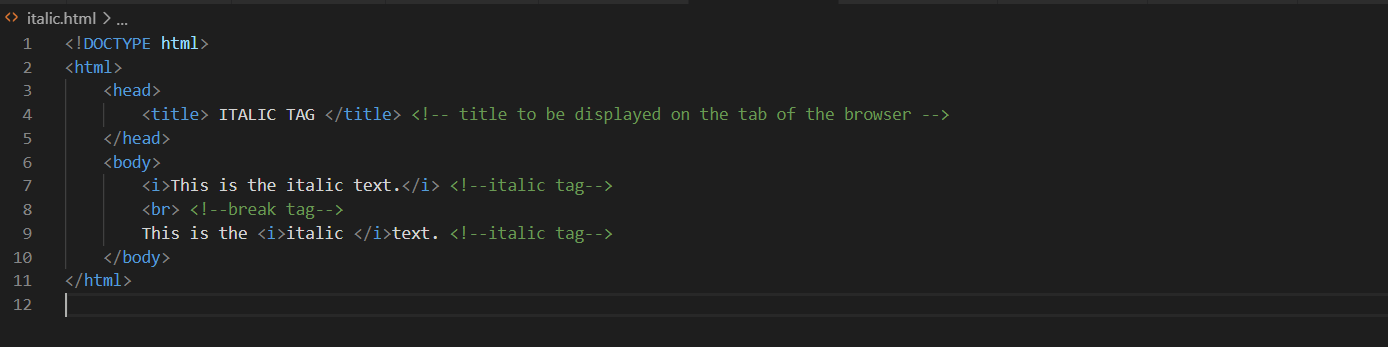 <> italic.html > ...
1 <!DOCTYPE html>
2 <html>
3     <head>
4         <title> ITALIC TAG </title> <!-- title to be displayed on the tab of the browser -->
5     </head>
6     <body>
7         <i>This is the italic text.</i> <!--italic tag-->
8         <br> <!--break tag-->
9         This is the <i>italic </i>text. <!--italic tag-->
10     </body>
11 </html>
12